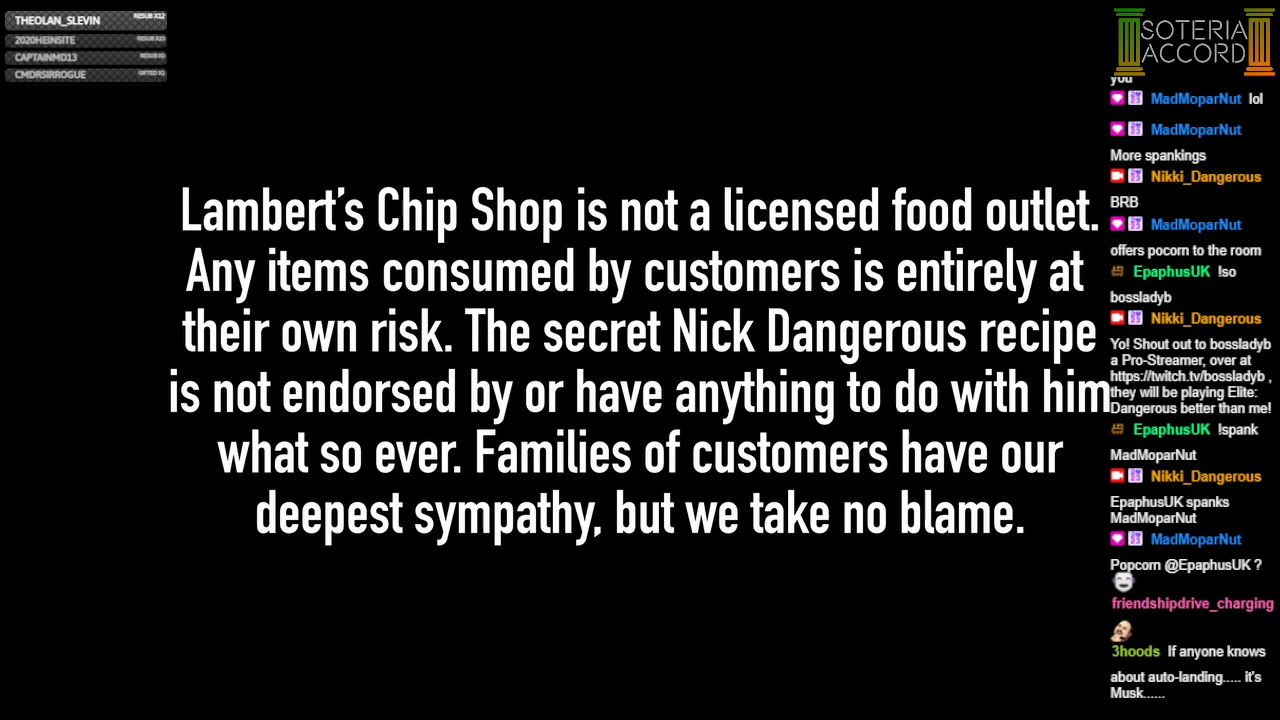 THEOLAN_SLEVIN RESUB X12
2020HEINSITE RESUB X23
CAPTAINMD13
CMDRSIRROGUE GIFTED X1
SOTERIA
ACCORD
Lambert’s Chip Shop is not a licensed food outlet.
Any items consumed by customers is entirely at
their own risk. The secret Nick Dangerous recipe
is not endorsed by or have anything to do with him
what so ever. Families of customers have our
deepest sympathy, but we take no blame.
you
MadMoparNut lol
MadMoparNut
More spankings
Nikki_Dangerous
BRB
MadMoparNut
offers pocorn to the room
EpaphusUK !so
bossladyb
Nikki_Dangerous
Yo! Shout out to bossladyb
a Pro-Streamer, over at
https://twitch.tv/bossladyb ,
they will be playing Elite:
Dangerous better than me!
EpaphusUK !spank
MadMoparNut
Nikki_Dangerous
EpaphusUK spanks
MadMoparNut
MadMoparNut
Popcorn @EpaphusUK ?
friendshipdrive_charging
3hoods If anyone knows
about auto-landing..... it's
Musk......